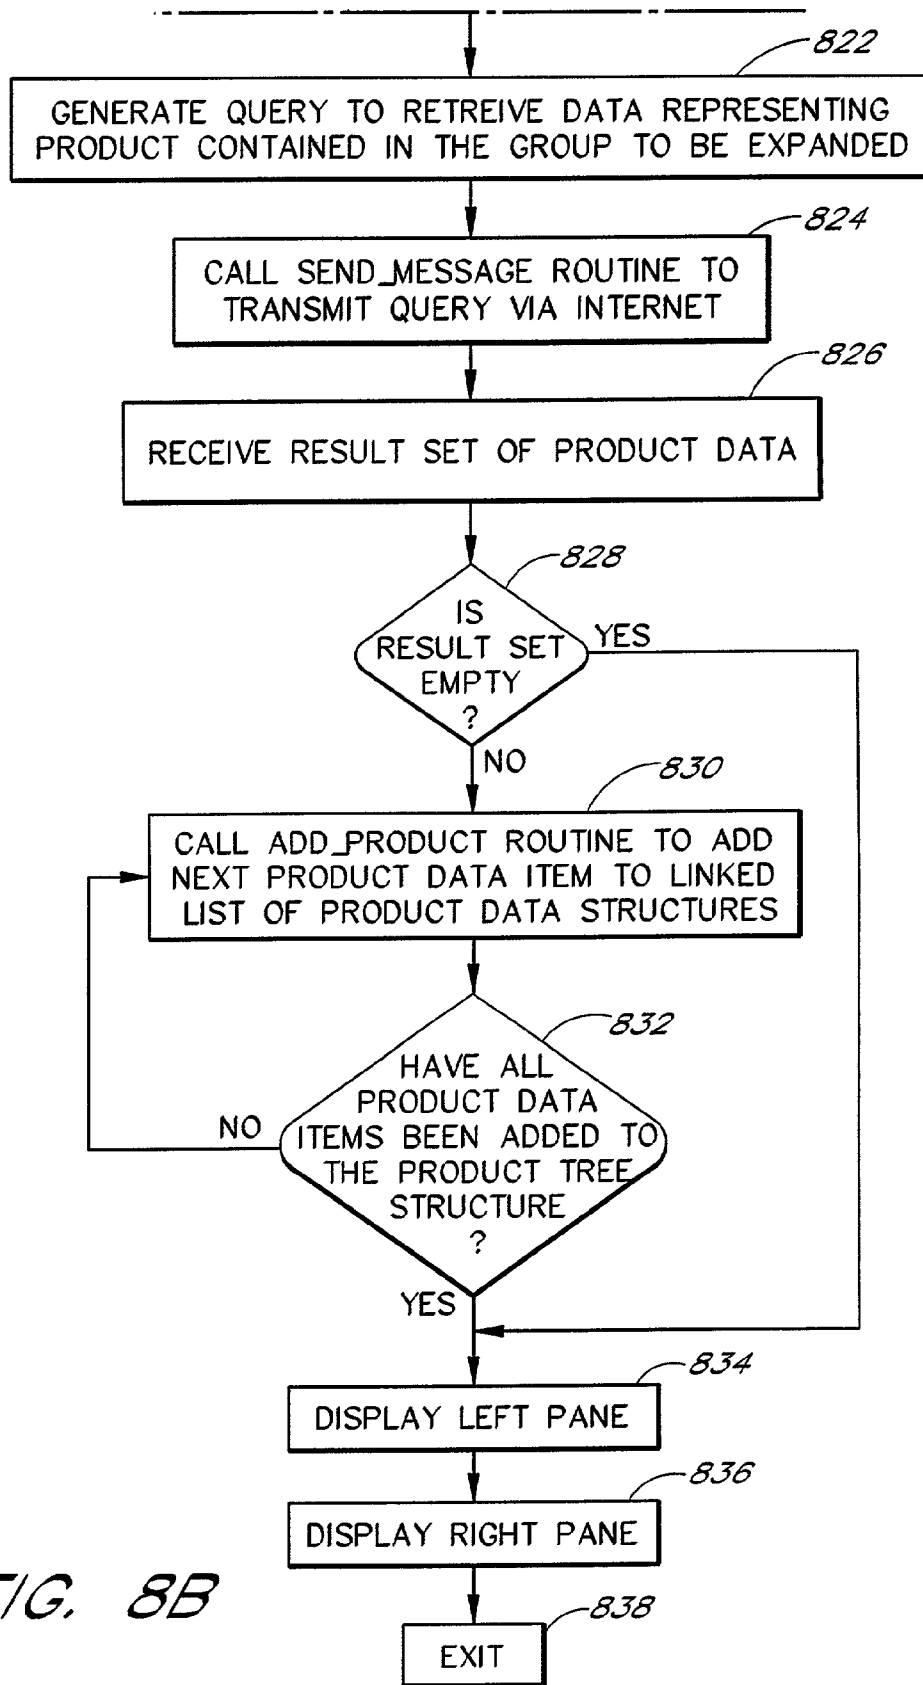 822
GENERATE QUERY TO RETREIVE DATA REPRESENTING
PRODUCT CONTAINED IN THE GROUP TO BE EXPANDED
824
CALL SEND_MESSAGE ROUTINE TO
TRANSMIT QUERY VIA INTERNET
826
RECEIVE RESULT SET OF PRODUCT DATA
828
IS
RESULT SET
EMPTY
?
YES
NO
830
CALL ADD_PRODUCT ROUTINE TO ADD
NEXT PRODUCT DATA ITEM TO LINKED
LIST OF PRODUCT DATA STRUCTURES
832
HAVE ALL
PRODUCT DATA
ITEMS BEEN ADDED TO
THE PRODUCT TREE
STRUCTURE
?
NO
YES
834
DISPLAY LEFT PANE
836
DISPLAY RIGHT PANE
FIG. 8B
838
EXIT